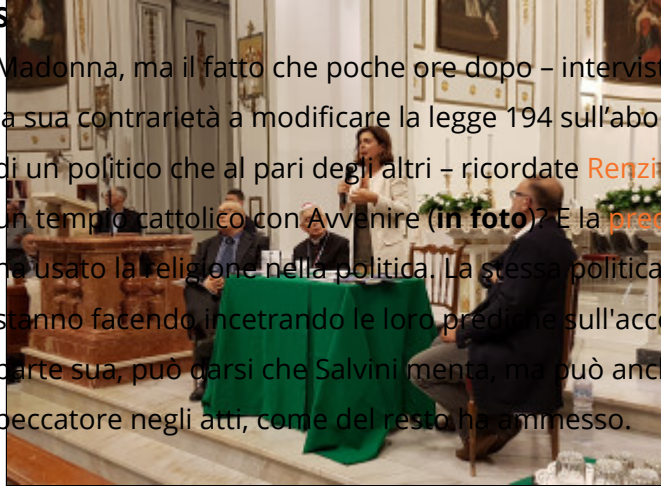 s
Madonna, ma il fatto che poche ore dopo – intervist
la sua contrarietà a modificare la legge 194 sull’abo
di un politico che al pari degli altri – ricordate Renzi
un tempio cattolico con Avvenire (in foto)? E la pred
ha usato la religione nella politica. La stessa politica
stanno facendo incetrando le loro prediche sull'acco
parte sua, può darsi che Salvini menta, ma può anch
peccatore negli atti, come del resto ha ammesso.